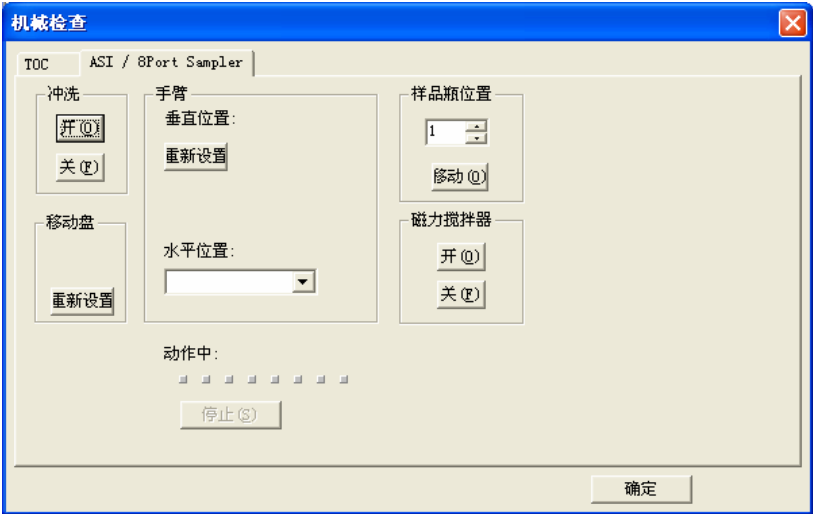 机械检查
TOC
ASI / 8Port Sampler
冲洗
开(O)
关(F)
手臂
垂直位置:
重新设置
水平位置:
样品瓶位置
1
移动(O)
移动盘
重新设置
磁力搅拌器
开(O)
关(F)
动作中:
停止(S)
确定